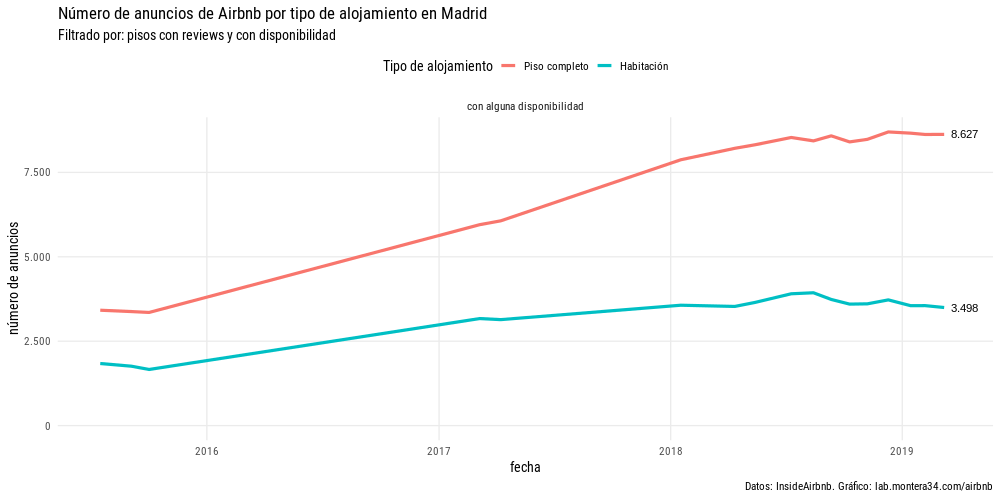 Número de anuncios de Airbnb por tipo de alojamiento en Madrid
Filtrado por: pisos con reviews y con disponibilidad
Tipo de alojamiento Piso completo Habitación
con alguna disponibilidad
8.627
7.500
5.000
número de anuncios
3.498
2.500
0
2016 2017 2018 2019
fecha
Datos: InsideAirbnb. Gráfico: lab.montera34.com/airbnb